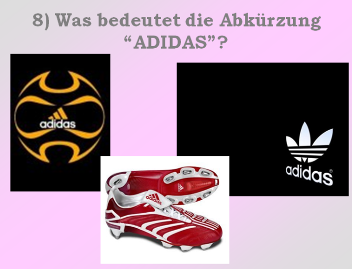 8) Was bedeutet die Abkürzung
“ADIDAS”?
adidas
adidas